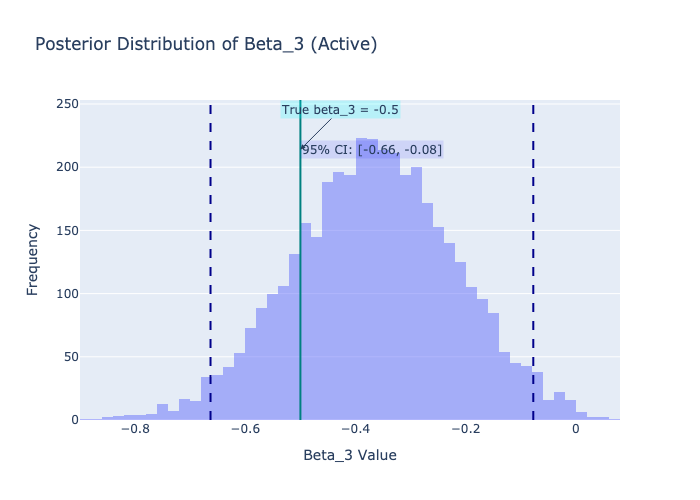 Posterior Distribution of Beta_3 (Active)
250
True beta_3 = -0.5
95% CI: [-0.66, -0.08]
200
150
Frequency
100
50
0
−0.8 −0.6 −0.4 −0.2 0
Beta_3 Value